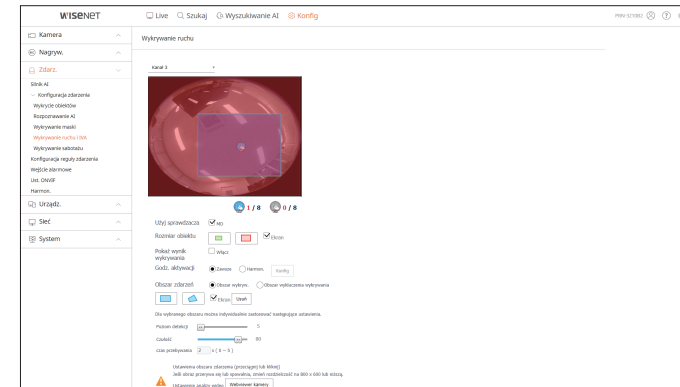 WISENET
Live Szukaj Wyszukiwanie AI Konfig
Kamera
Nagryw.
Zdarz.
Silnik AI
Konfiguracja zdarzenia
Wykrycie obiektów
Rozpoznawanie AI
Wykrywanie maski
Wykrywanie ruchu i IVA
Wykrywanie sabotażu
Konfiguracja reguły zdarzenia
Wejście alarmowe
Ust. ONVIF
Harmon.
Urządz.
Sieć
System
Wykrywanie ruchu
Kanał 3
1 / 8 0 / 8
Użyj sprawdzacza MD
Rozmiar obiektu Ekran
Pokaż wynik
wykrywania Włącz
Godz. aktywacji Zawsze. Harmon. Konfig
Obszar zdarzeń Obszar wykryw. Obszar wykluczenia wykrywania
Ekran Usuń
Dla wybranego obszaru można indywidualnie zastosować następujące ustawienia.
Poziom detekcji 5
Czułość 80
czas przebywania 2 s ( 0 ~ 5 )
Ustawienia obszaru zdarzenia (przeciągnij lub kliknij)
Jeśli obraz przerywa się lub spowalnia, zmień rozdzielczość na 800 x 600 lub niższą.
Ustawienie analizy wideo Webviewer kamery